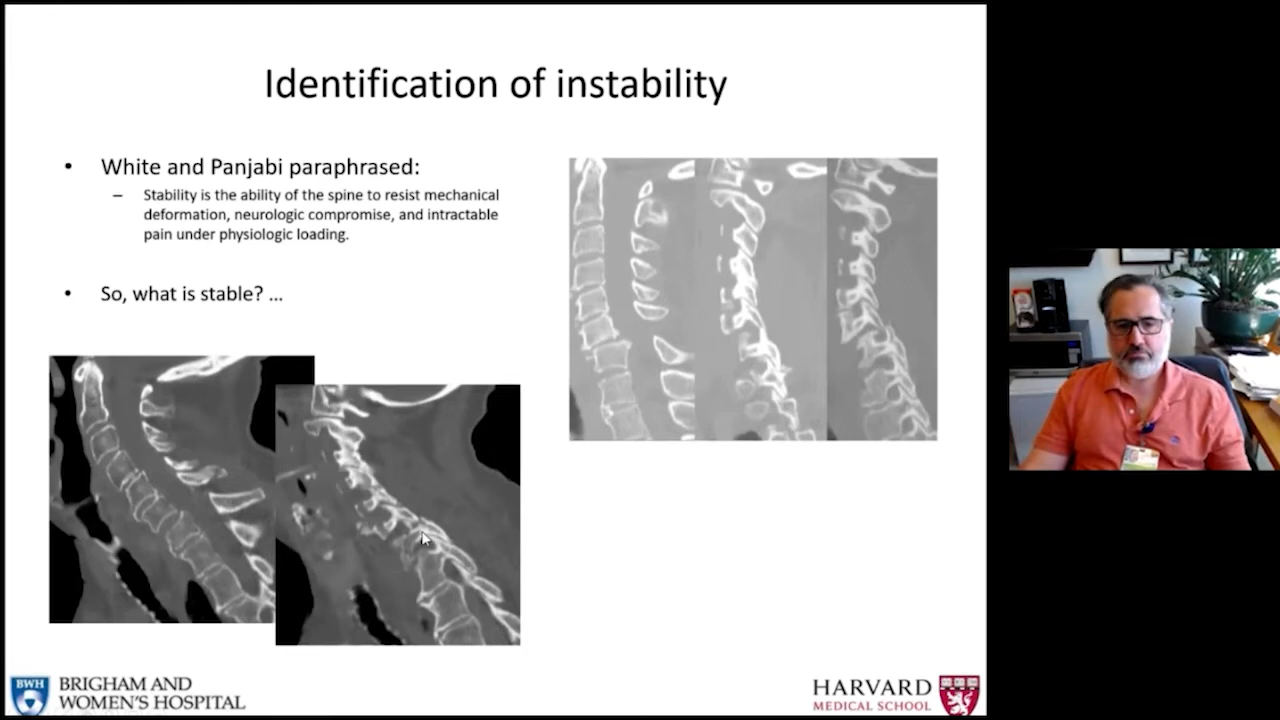 Identification of instability
• White and Panjabi paraphrased:
– Stability is the ability of the spine to resist mechanical
deformation, neurologic compromise, and intractable
pain under physiologic loading.
• So, what is stable? ...
BWH
BRIGHAM AND
WOMEN'S HOSPITAL
HARVARD
MEDICAL SCHOOL